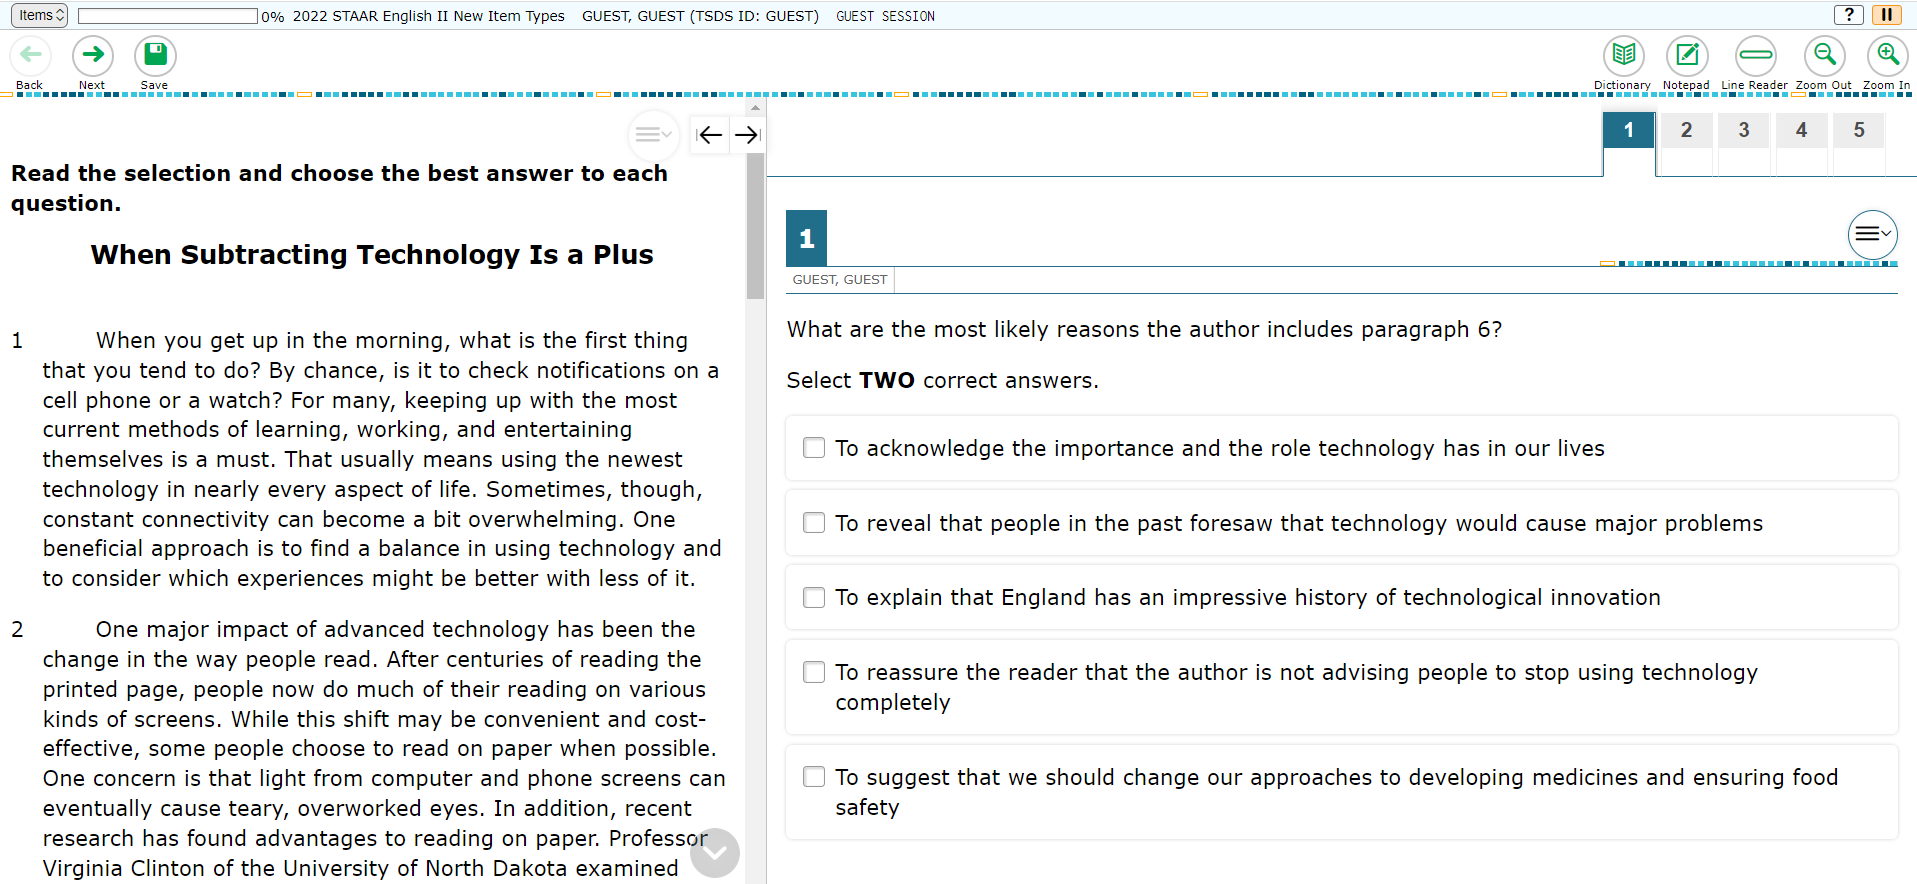 Items 0% 2022 STAAR English II New Item Types GUEST, GUEST (TSDS ID: GUEST) GUEST SESSION ?
Back Next Save Dictionary Notepad Line Reader Zoom Out Zoom In
1 2 3 4 5
Read the selection and choose the best answer to each
question.
When Subtracting Technology Is a Plus
1 When you get up in the morning, what is the first thing
that you tend to do? By chance, is it to check notifications on a
cell phone or a watch? For many, keeping up with the most
current methods of learning, working, and entertaining
themselves is a must. That usually means using the newest
technology in nearly every aspect of life. Sometimes, though,
constant connectivity can become a bit overwhelming. One
beneficial approach is to find a balance in using technology and
to consider which experiences might be better with less of it.
2 One major impact of advanced technology has been the
change in the way people read. After centuries of reading the
printed page, people now do much of their reading on various
kinds of screens. While this shift may be convenient and cost-
effective, some people choose to read on paper when possible.
One concern is that light from computer and phone screens can
eventually cause teary, overworked eyes. In addition, recent
research has found advantages to reading on paper. Professor
Virginia Clinton of the University of North Dakota examined
1
GUEST, GUEST
What are the most likely reasons the author includes paragraph 6?
Select TWO correct answers.
To acknowledge the importance and the role technology has in our lives
To reveal that people in the past foresaw that technology would cause major problems
To explain that England has an impressive history of technological innovation
To reassure the reader that the author is not advising people to stop using technology
completely
To suggest that we should change our approaches to developing medicines and ensuring food
safety